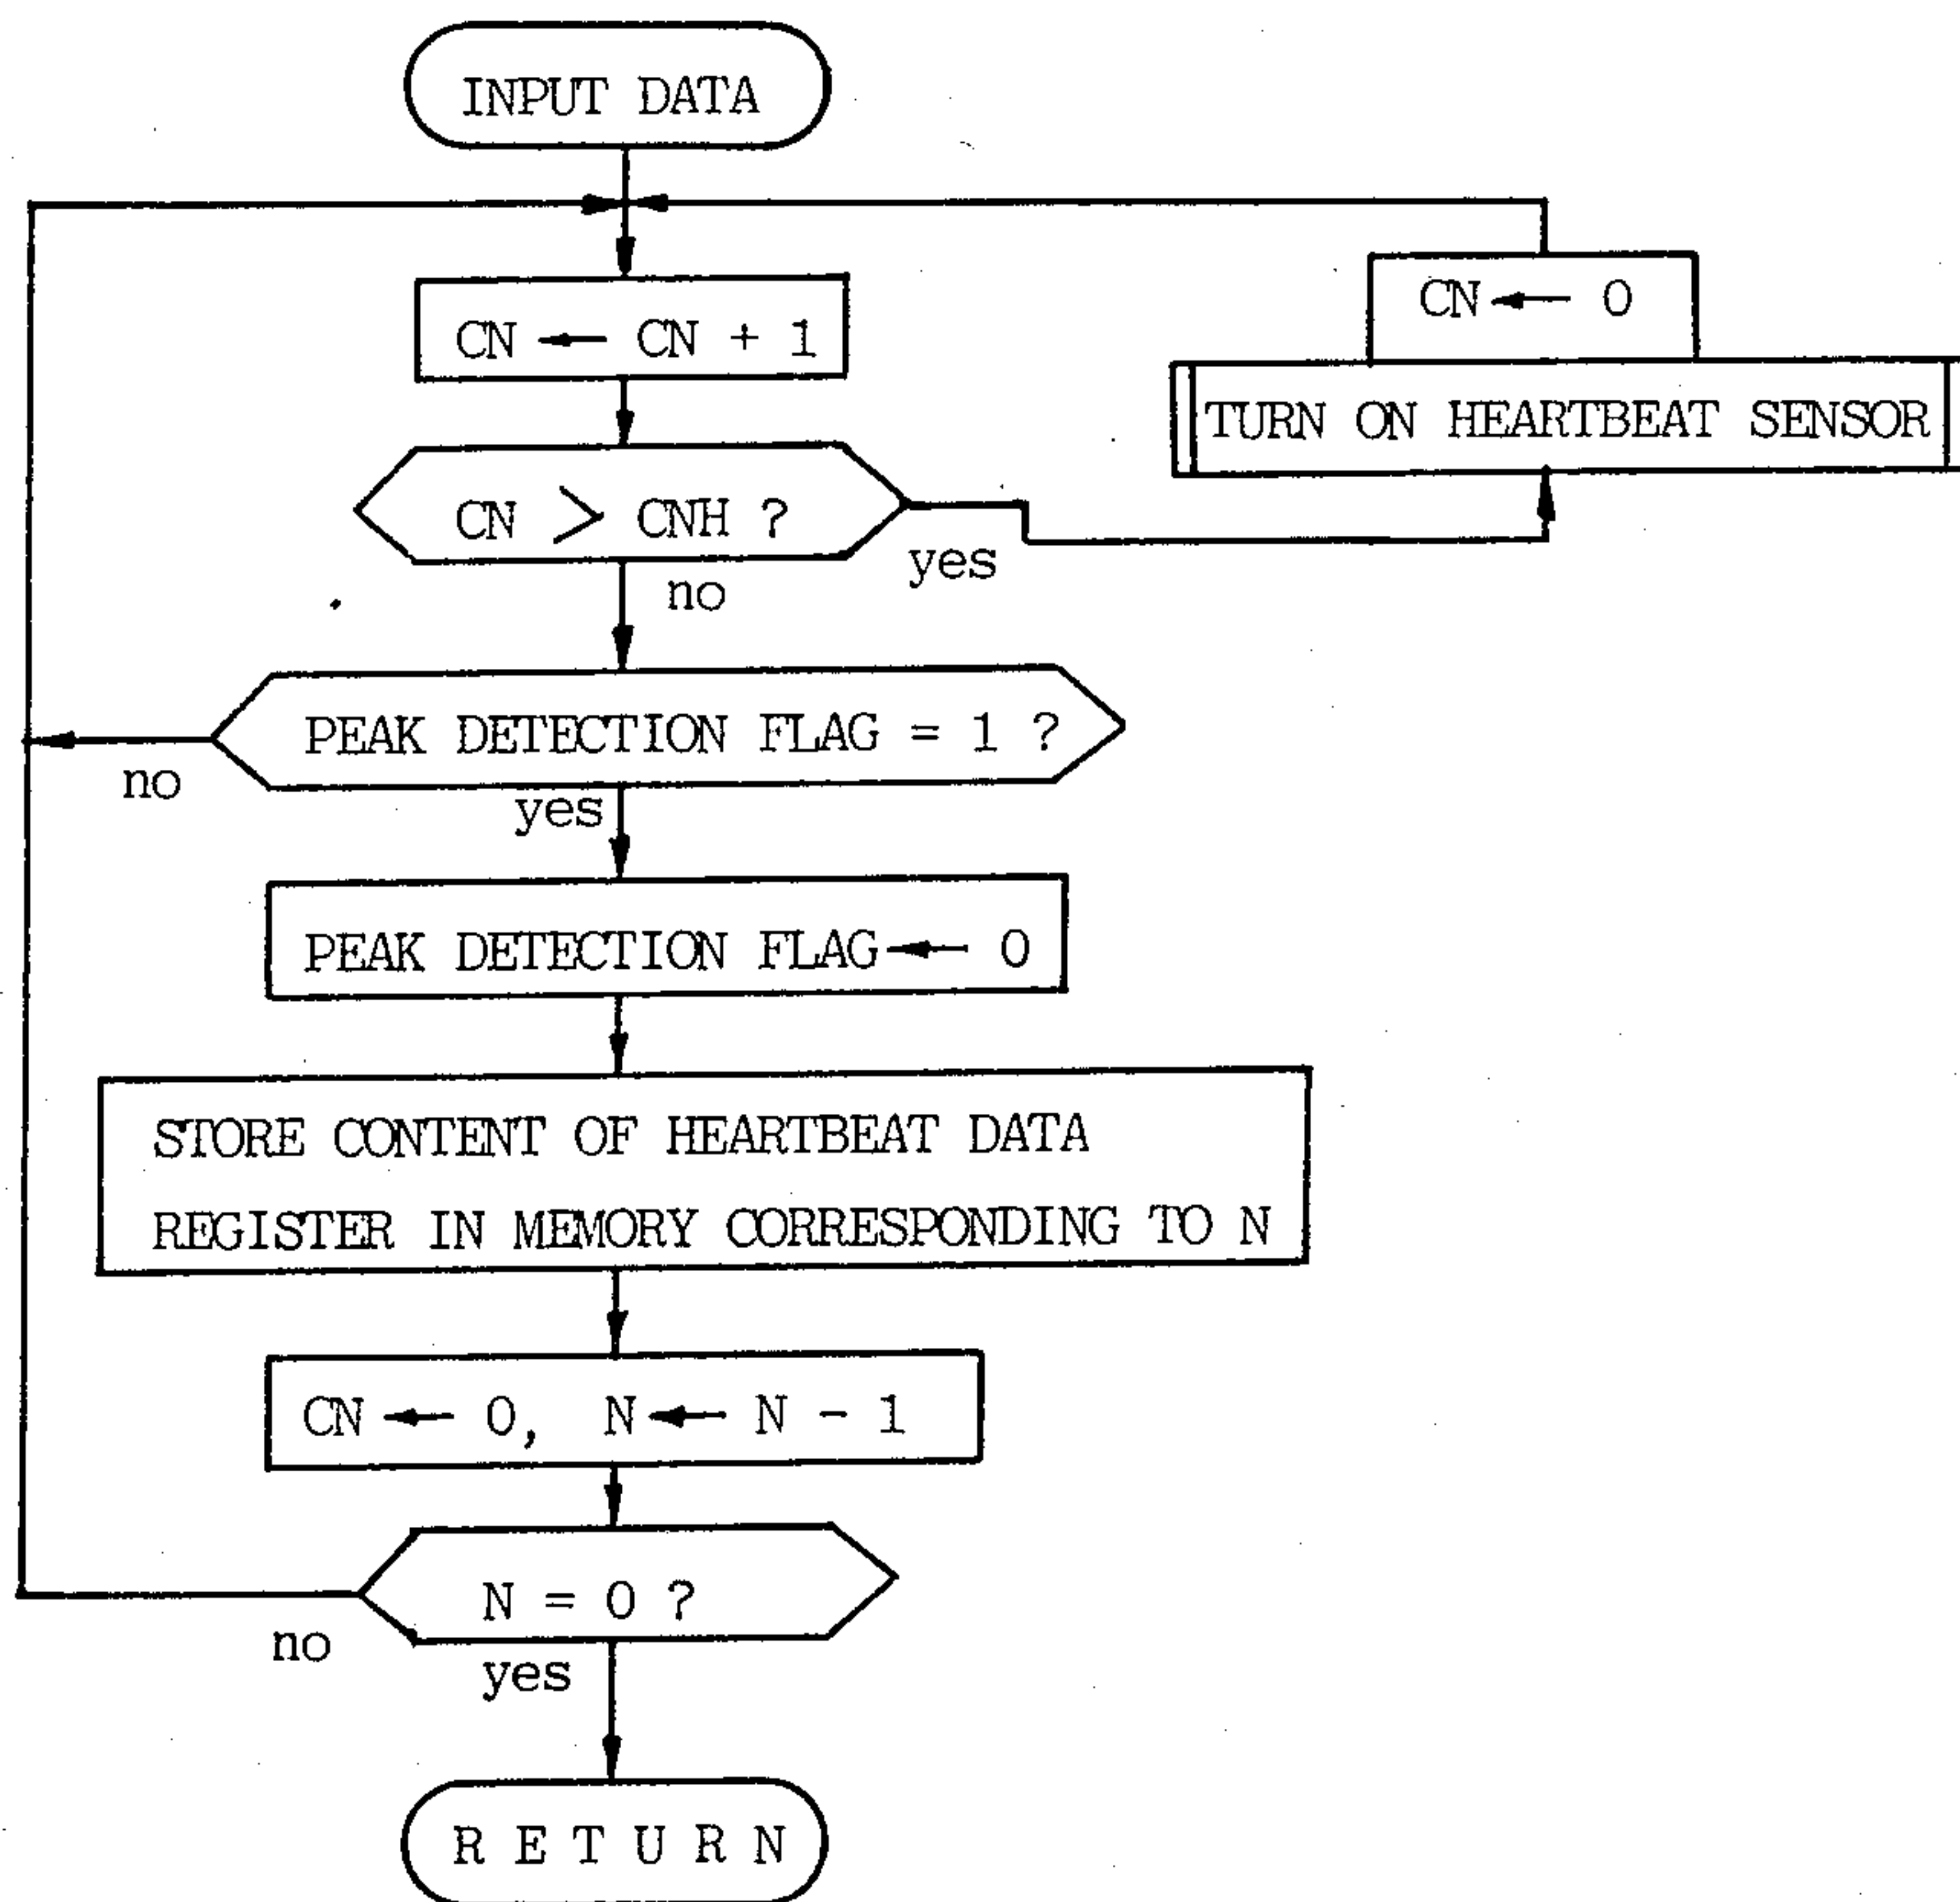 INPUT DATA
CN ← CN + 1
CN ← 0
TURN ON HEARTBEAT SENSOR
CN > CNH ?
yes
no
PEAK DETECTION FLAG = 1 ?
no
yes
PEAK DETECTION FLAG ← 0
STORE CONTENT OF HEARTBEAT DATA
REGISTER IN MEMORY CORRESPONDING TO N
CN ← 0, N ← N - 1
N = 0 ?
no
yes
RETURN